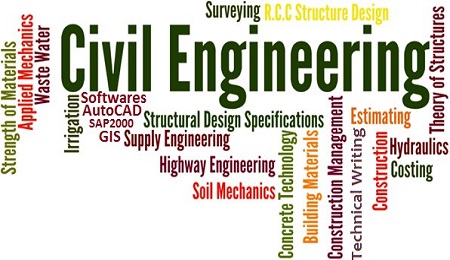 Surveying R.C.C Structure Design
Civil Engineering
Strength of Materials
Applied Mechanics
Waste Water
Irrigation
Softwares
AutoCAD
SAP2000
GIS
Structural Design Specifications
Supply Engineering
Highway Engineering
Soil Mechanics
Concrete Technology
Building Materials
Construction Management
Technical Writing
Estimating
Construction
Hydraulics
Costing
Theory of Structures